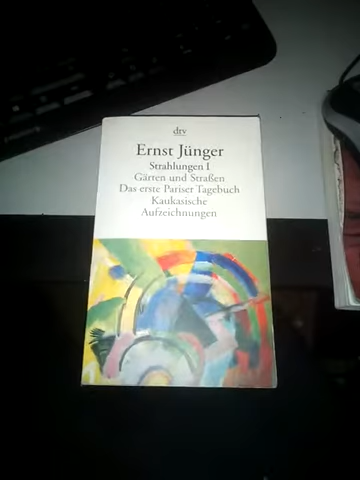 dtv
Ernst Jünger
Strahlungen I
Gärten und Straßen
Das erste Pariser Tagebuch
Kaukasische
Aufzeichnungen